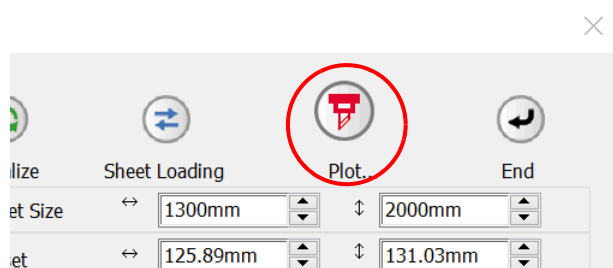 lize Sheet Loading Plot.. End
et Size 1300mm 2000mm
et 125.89mm 131.03mm